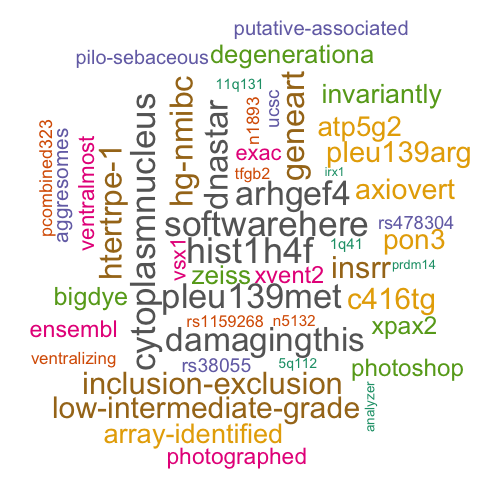 putative-associated
pilo-sebaceous
degenerationa
11q131
invariantly
hg-nmibc
n1893
ucsc
geneart
atp5g2
pcombined323
aggresomes
ventralmost
htertrpe-1
cytoplasmnucleus
dnastar
exac
pleu139arg
tfgb2
irx1
arhgef4
axiovert
softwarehere
rs478304
vsx1
hist1h4f
1q41
pon3
zeiss
xvent2
insrr
prdm14
bigdye
pleu139met
c416tg
ensembl
rs1159268
n5132
xpax2
damagingthis
ventralizing
rs38055
5q112
photoshop
inclusion-exclusion
analyzer
low-intermediate-grade
array-identified
photographed